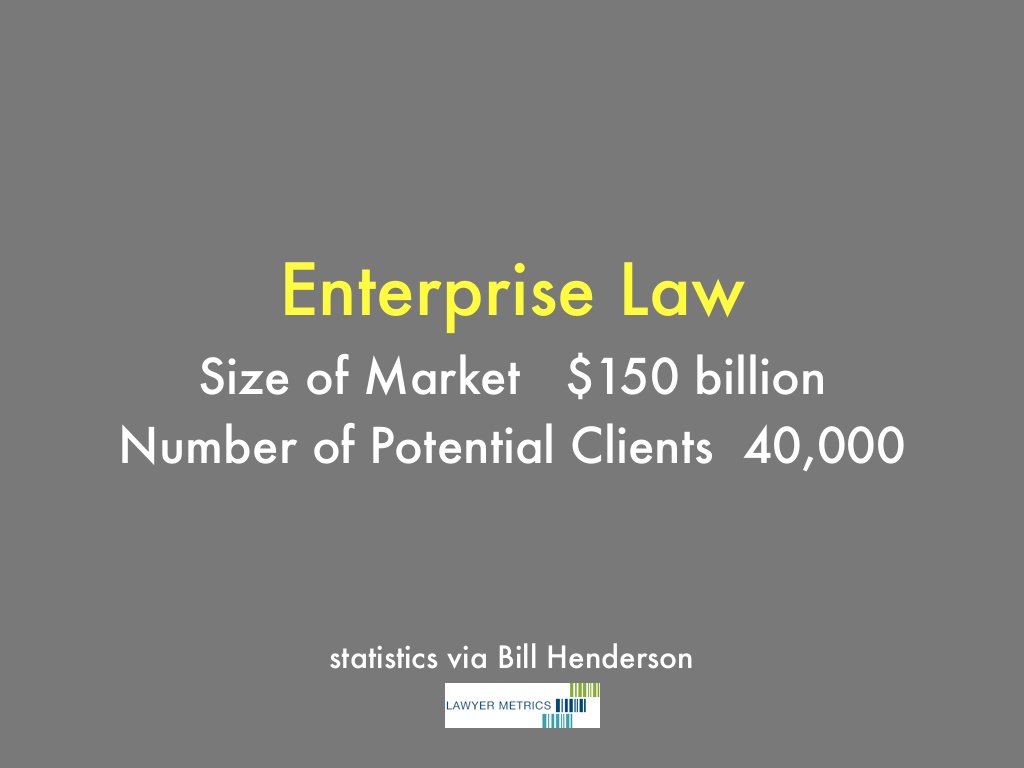 Enterprise Law
Size of Market $150 billion
Number of Potential Clients 40,000
statistics via Bill Henderson
LAWYER METRICS